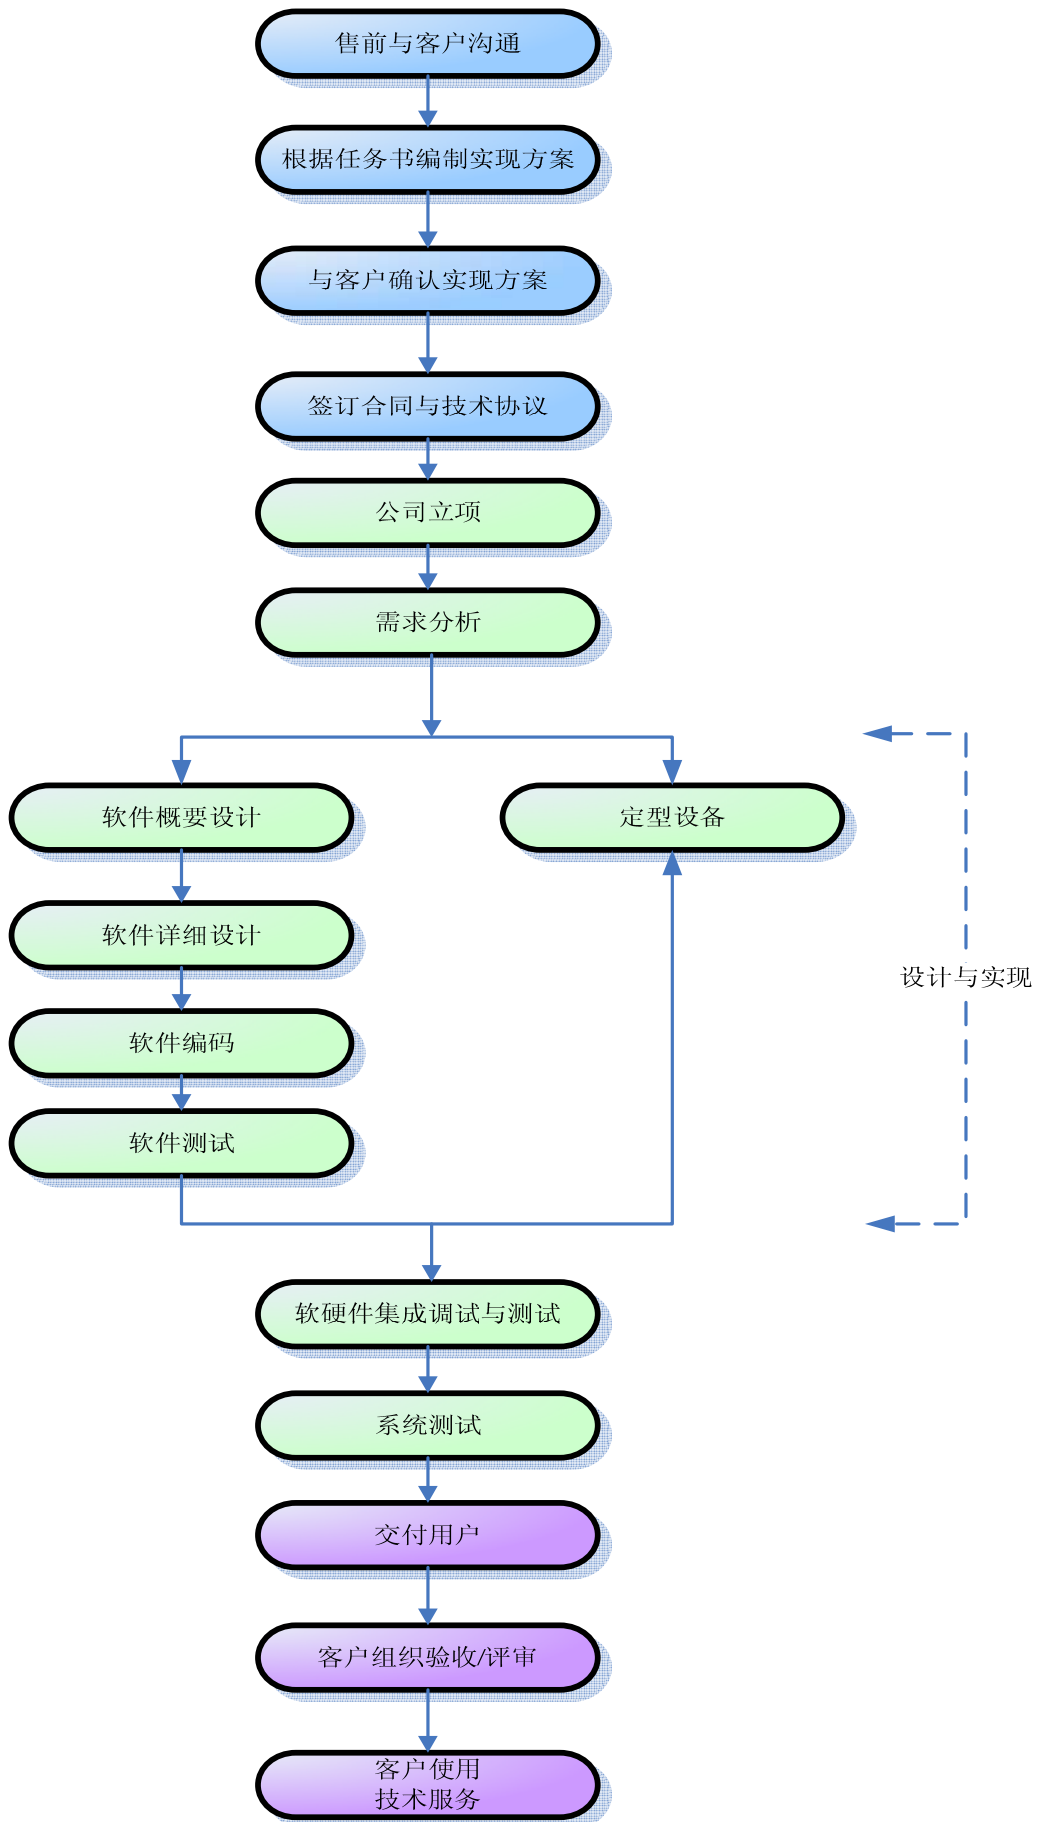 售前与客户沟通
根据任务书编制实现方案
与客户确认实现方案
签订合同与技术协议
公司立项
需求分析
软件概要设计
定型设备
软件详细设计
设计与实现
软件编码
软件测试
软硬件集成调试与测试
系统测试
交付用户
客户组织验收/评审
客户使用
技术服务